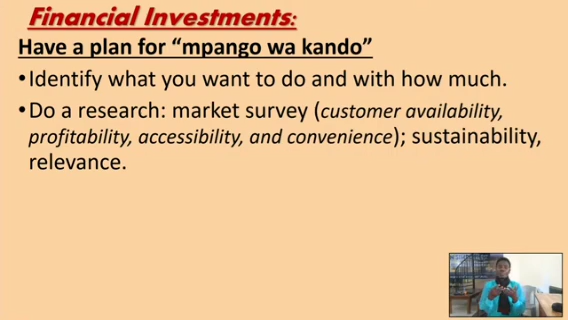 Financial Investments:
Have a plan for “mpango wa kando”
•Identify what you want to do and with how much.
•Do a research: market survey (customer availability,
profitability, accessibility, and convenience); sustainability,
relevance.